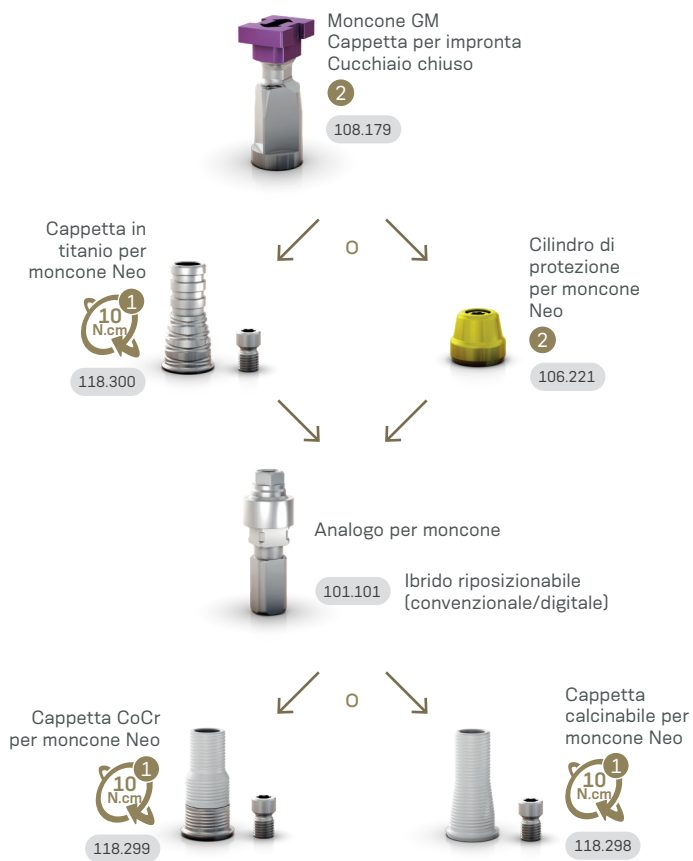 Moncone GM
Cappetta per impronta
Cucchiaio chiuso
2
108.179
Cappetta in
titanio per
moncone Neo
1
10
N.cm
118.300
O
Cilindro di
protezione
per moncone
Neo
2
106.221
Analogo per moncone
101.101
Ibrido riposizionabile
(convenzionale/digitale)
O
Cappetta CoCr
per moncone Neo
1
10
N.cm
118.299
Cappetta
calcinabile per
moncone Neo
1
10
N.cm
118.298